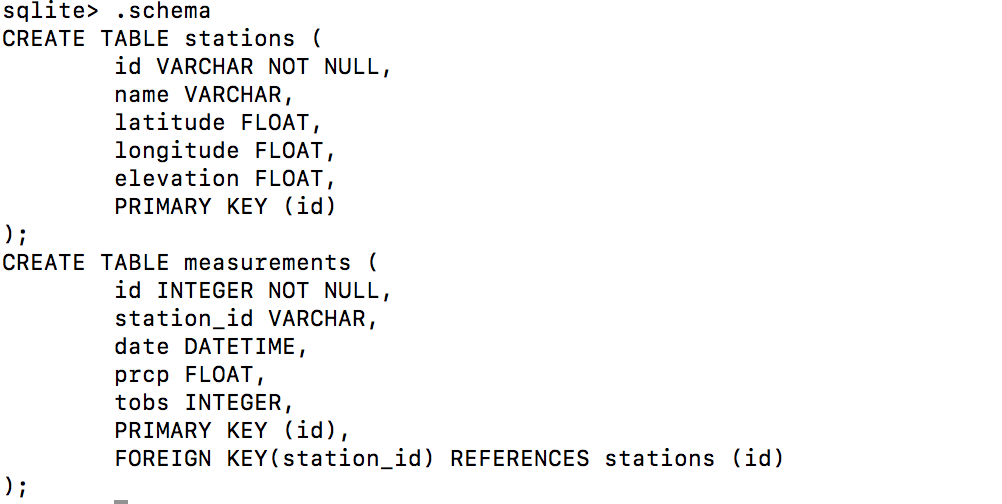 sqlite> .schema
CREATE TABLE stations (
        id VARCHAR NOT NULL,
        name VARCHAR,
        latitude FLOAT,
        longitude FLOAT,
        elevation FLOAT,
        PRIMARY KEY (id)
);
CREATE TABLE measurements (
        id INTEGER NOT NULL,
        station_id VARCHAR,
        date DATETIME,
        prcp FLOAT,
        tobs INTEGER,
        PRIMARY KEY (id),
        FOREIGN KEY(station_id) REFERENCES stations (id)
);